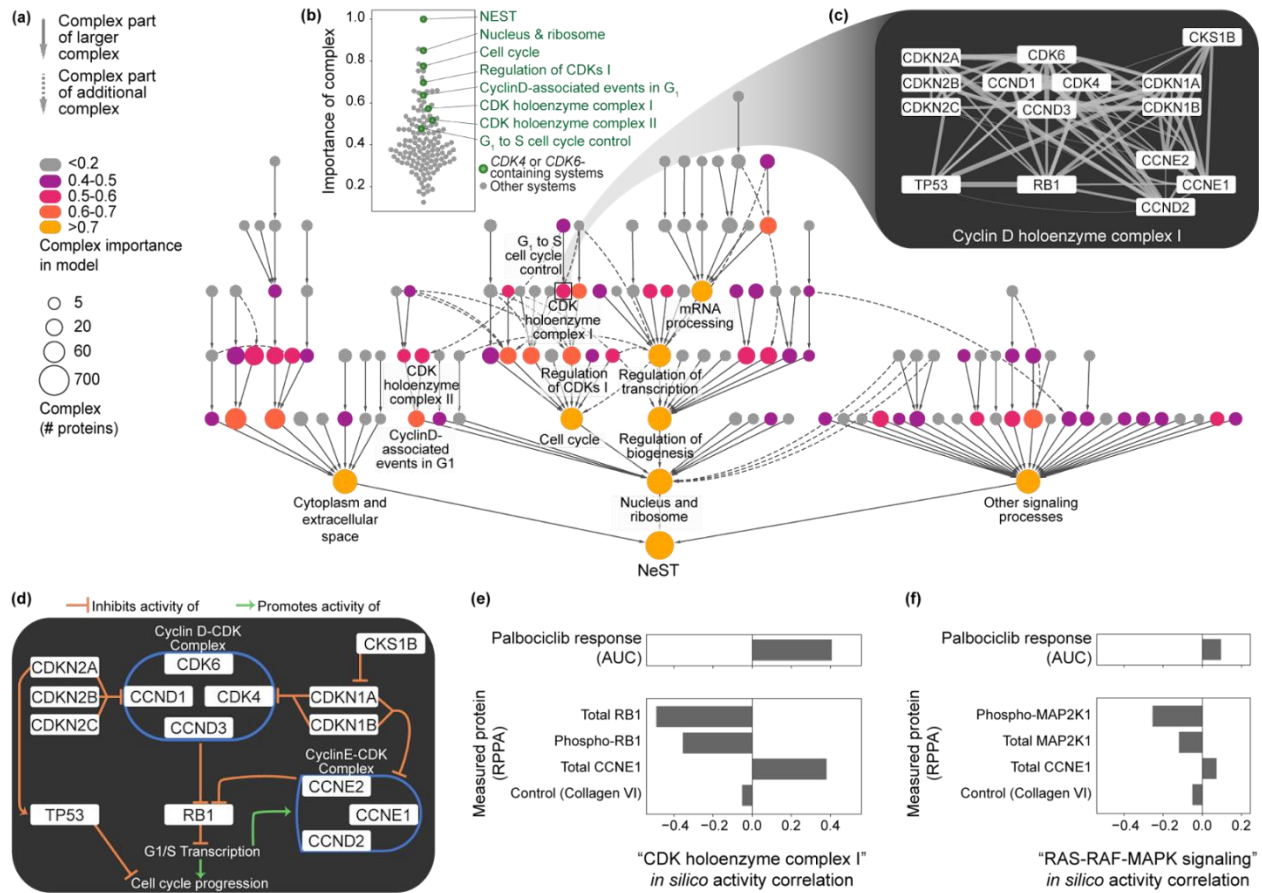 (a)
Complex part
of larger
complex
Complex part
of additional
complex
<0.2
0.4-0.5
0.5-0.6
0.6-0.7
>0.7
Complex importance
in model
5
20
60
700
Complex
(# proteins)
(b)
Importance of complex
1.0
0.8
0.6
0.4
0.2
NEST
Nucleus & ribosome
Cell cycle
Regulation of CDKs I
CyclinD-associated events in G1
CDK holoenzyme complex I
CDK holoenzyme complex II
G1 to S cell cycle control
CDK4 or CDK6-
containing systems
Other systems
(c)
CKS1B
CDKN2A
CDK6
CDKN2B
CCND1
CDK4
CDKN1A
CDKN2C
CCND3
CDKN1B
CCNE2
TP53
RB1
CCNE1
CCND2
Cyclin D holoenzyme complex I
G1 to S
cell cycle
control
CDK
holoenzyme
complex I
mRNA
processing
CDK
holoenzyme
complex II
Regulation
of CDKs I
Regulation of
transcription
CyclinD-
associated
events in G1
Cell cycle
Regulation of
biogenesis
Cytoplasm and
extracellular
space
Nucleus and
ribosome
Other signaling
processes
NeST
(d)
Inhibits activity of
Promotes activity of
Cyclin D-CDK
Complex
CKS1B
CDKN2A
CDK6
CDKN2B
CCND1
CDK4
CDKN1A
CDKN2C
CCND3
CDKN1B
CyclinE-CDK
Complex
CCNE2
TP53
RB1
CCNE1
CCND2
G1/S Transcription
Cell cycle progression
(e)
Palbociclib response
(AUC)
Measured protein
(RPPA)
Total RB1
Phospho-RB1
Total CCNE1
Control (Collagen VI)
−0.4
−0.2
0.0
0.2
0.4
“CDK holoenzyme complex I”
in silico activity correlation
(f)
Palbociclib response
(AUC)
Measured protein
(RPPA)
Phospho-MAP2K1
Total MAP2K1
Total CCNE1
Control (Collagen VI)
−0.4
−0.2
0.0
0.2
“RAS-RAF-MAPK signaling”
in silico activity correlation